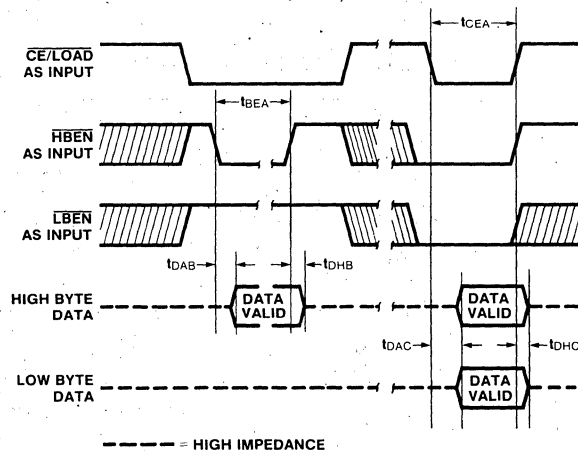 tCEA
CE/LOAD
AS INPUT
tBEA
HBEN
AS INPUT
LBEN
AS INPUT
tDAB
tDHB
HIGH BYTE
DATA
DATA
VALID
DATA
VALID
tDAC
tDHC
LOW BYTE
DATA
DATA
VALID
= HIGH IMPEDANCE